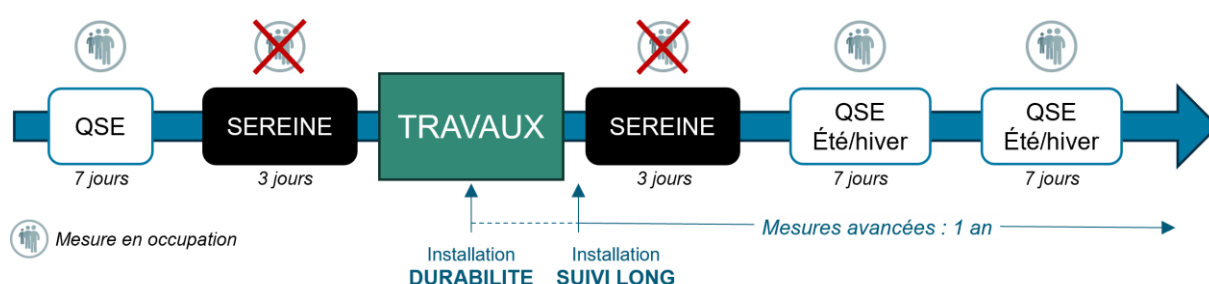 QSE
7 jours
SEREINE
3 jours
TRAVAUX
SEREINE
3 jours
QSE
Été/hiver
7 jours
QSE
Été/hiver
7 jours
Mesure en occupation
Mesures avancées : 1 an
Installation
DURABILITE
Installation
SUIVI LONG